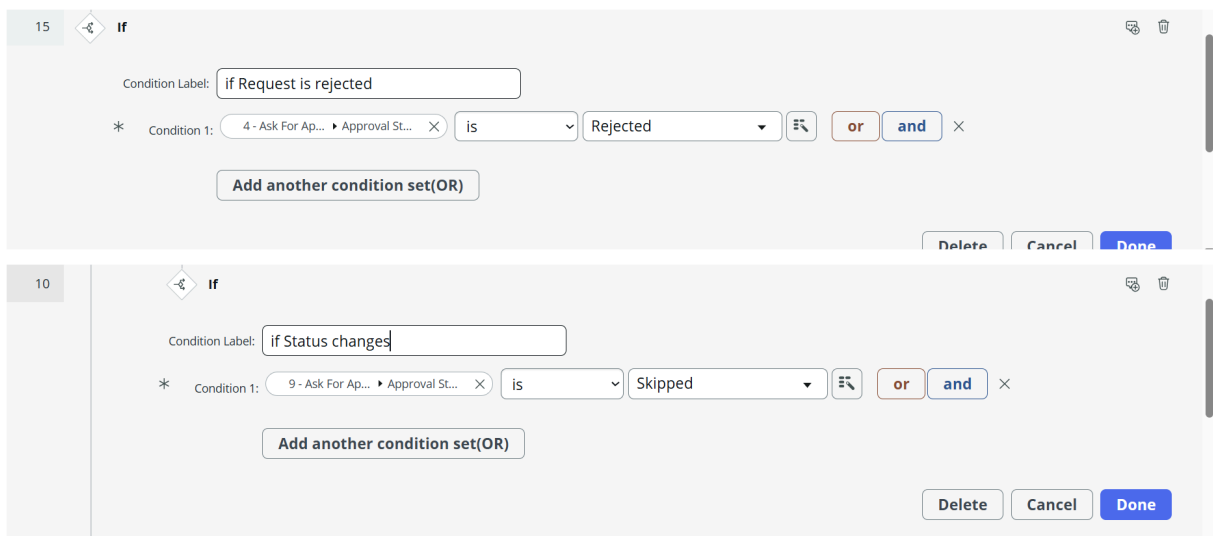 15 If
Condition Label: if Request is rejected
* Condition 1: 4 - Ask For Ap... ▸ Approval St... × is Rejected or and ×
Add another condition set(OR)
Delete Cancel Done
10 If
Condition Label: if Status changes
* Condition 1: 9 - Ask For Ap... ▸ Approval St... × is Skipped or and ×
Add another condition set(OR)
Delete Cancel Done